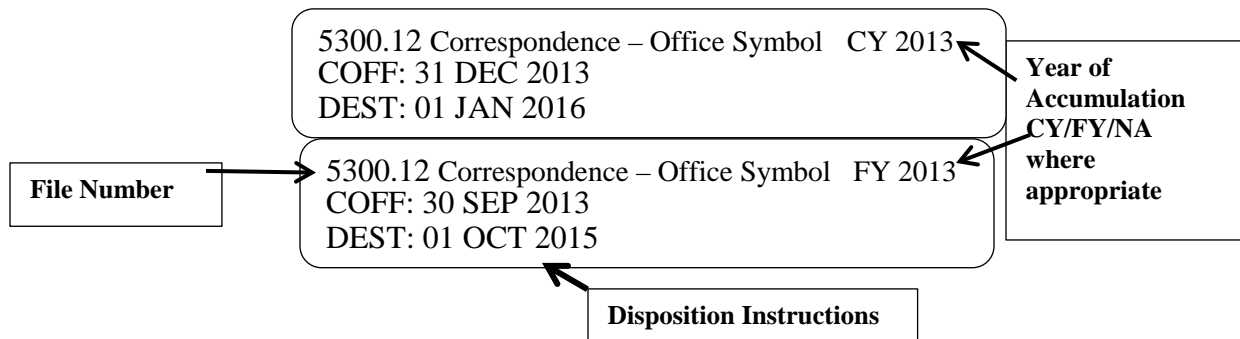 5300.12 Correspondence – Office Symbol CY 2013
COFF: 31 DEC 2013
DEST: 01 JAN 2016
Year of
Accumulation
CY/FY/NA
where
appropriate
File Number
5300.12 Correspondence – Office Symbol FY 2013
COFF: 30 SEP 2013
DEST: 01 OCT 2015
Disposition Instructions